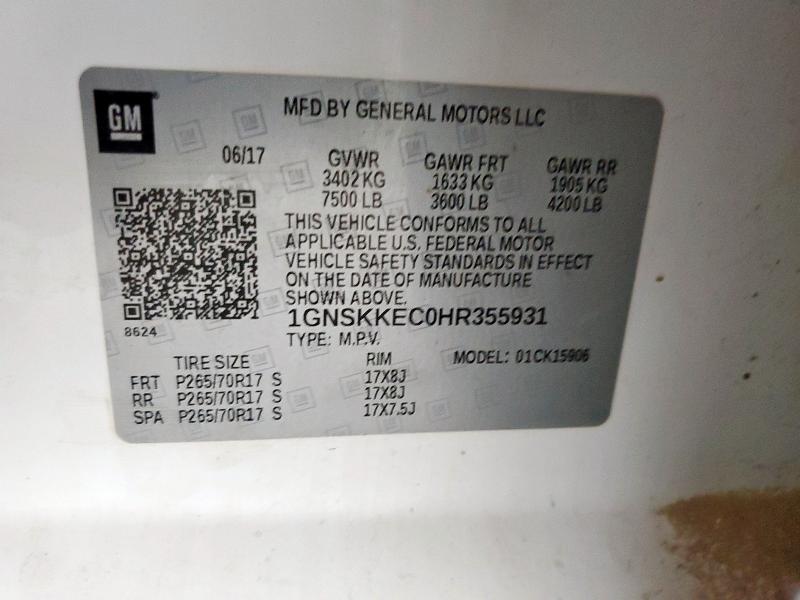 GM
MFD BY GENERAL MOTORS LLC
06/17 GVWR GAWR FRT GAWR RR
3402 KG 1633 KG 1905 KG
7500 LB 3600 LB 4200 LB
THIS VEHICLE CONFORMS TO ALL
APPLICABLE U.S. FEDERAL MOTOR
VEHICLE SAFETY STANDARDS IN EFFECT
ON THE DATE OF MANUFACTURE
SHOWN ABOVE.
8624
1GNSKKEC0HR355931
TYPE: M.P.V. MODEL: 01CK15906
TIRE SIZE RIM
FRT P265/70R17 S 17X8J
RR P265/70R17 S 17X8J
SPA P265/70R17 S 17X7.5J